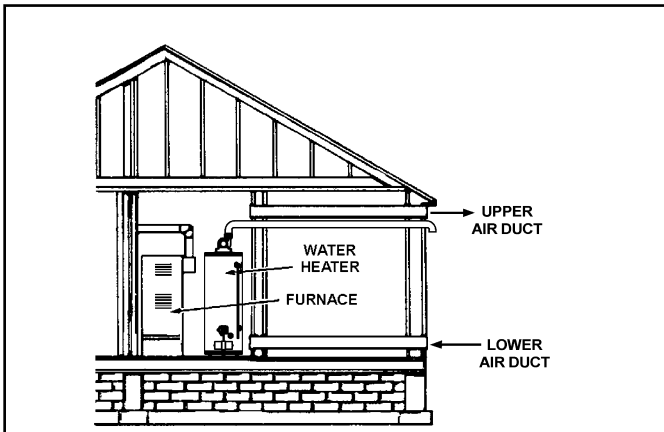 UPPER
AIR DUCT
WATER
HEATER
FURNACE
LOWER
AIR DUCT